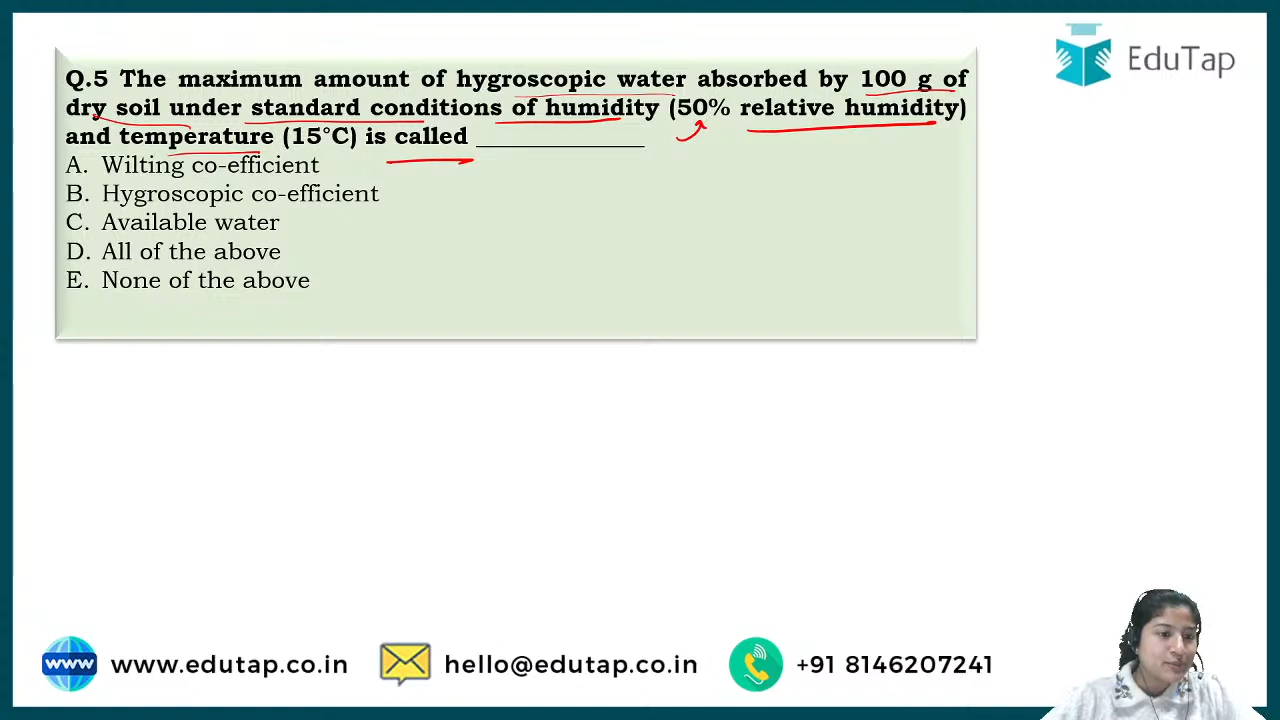 EduTap
Q.5 The maximum amount of hygroscopic water absorbed by 100 g of
dry soil under standard conditions of humidity (50% relative humidity)
and temperature (15°C) is called ______________
A. Wilting co-efficient
B. Hygroscopic co-efficient
C. Available water
D. All of the above
E. None of the above
www www.edutap.co.in hello@edutap.co.in +91 8146207241